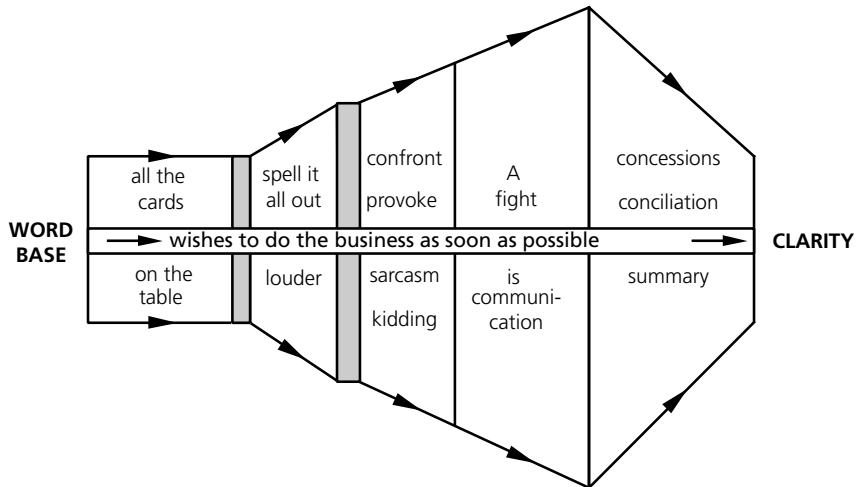 all the
cards
spell it
all out
confront
provoke
A
fight
concessions
conciliation
WORD
BASE
wishes to do the business as soon as possible
CLARITY
on the
table
louder
sarcasm
kidding
is
communi-
cation
summary